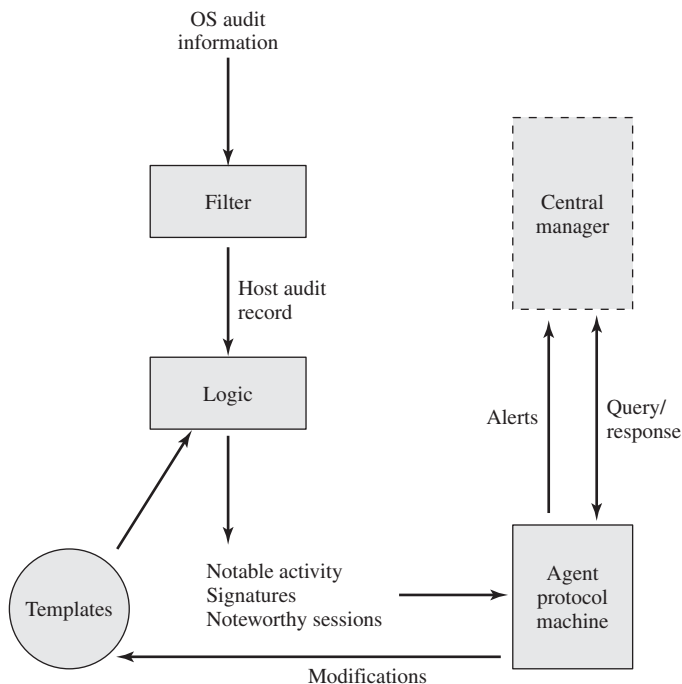 OS audit
information
Filter
Central
manager
Host audit
record
Logic
Alerts
Query/
response
Notable activity
Signatures
Noteworthy sessions
Agent
protocol
machine
Templates
Modifications